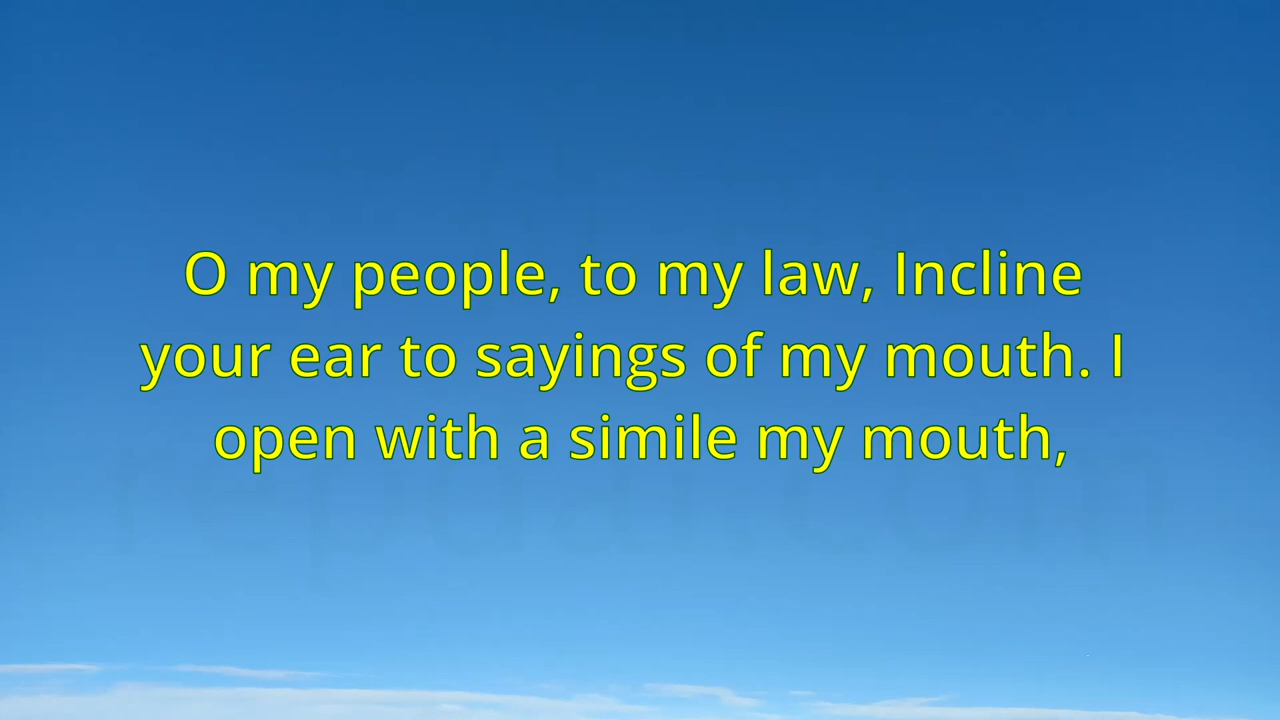 O my people, to my law, Incline
your ear to sayings of my mouth. I
open with a simile my mouth,